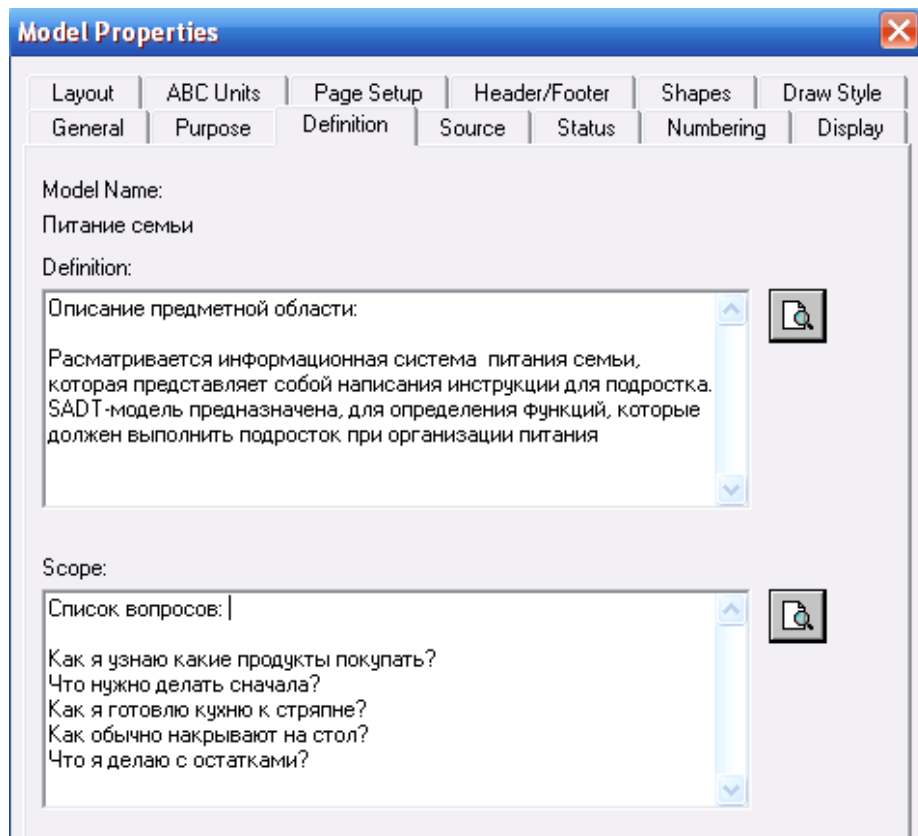 Model Properties
Layout ABC Units Page Setup Header/Footer Shapes Draw Style
General Purpose Definition Source Status Numbering Display
Model Name:
Питание семьи
Definition:
Описание предметной области:
Расматривается информационная система питания семьи,
которая представляет собой написания инструкции для подростка.
SADT-модель предназначена, для определения функций, которые
должен выполнить подросток при организации питания
Scope:
Список вопросов:
Как я узнаю какие продукты покупать?
Что нужно делать сначала?
Как я готовлю кухню к стряпне?
Как обычно накрывают на стол?
Что я делаю с остатками?